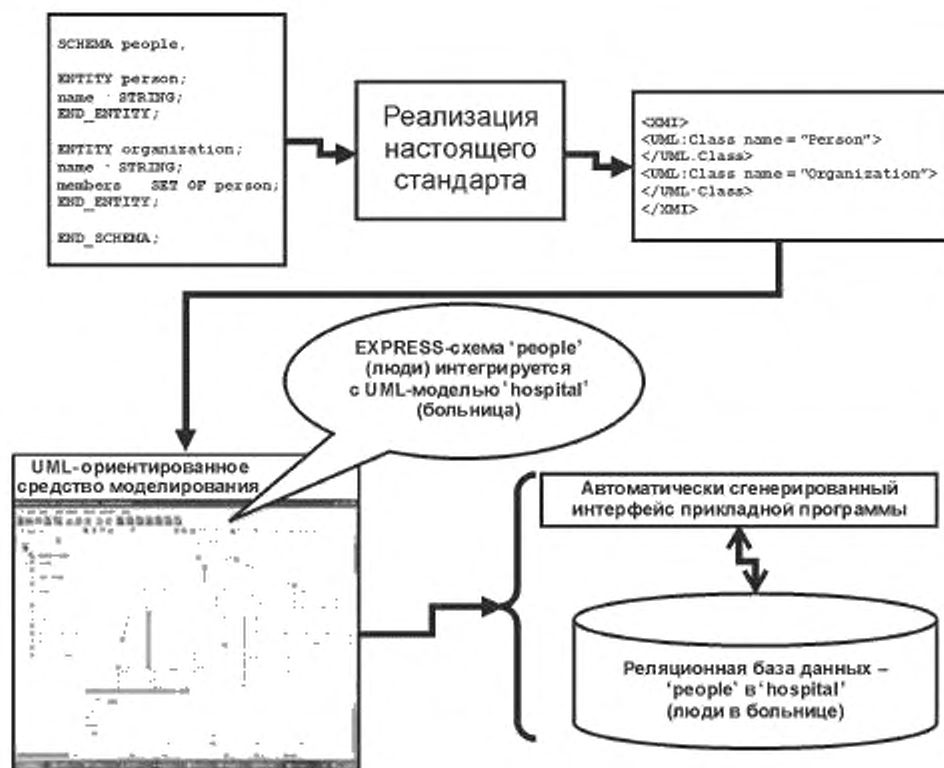 SCHEMA people,
ENTITY person;
name · STRING;
END_ENTITY;
ENTITY organization;
name · STRING;
members SET OF person;
END_ENTITY;
END_SCHEMA;
Реализация
настоящего
стандарта
<XMI>
<UML:Class name = "Person">
</UML.Class>
<UML:Class name = "Organization">
</UML·Class>
</XMI>
EXPRESS-схема ‘people’
(люди) интегрируется
с UML-моделью ‘hospital’
(больница)
UML-ориентированное
средство моделирования
Автоматически сгенерированный
интерфейс прикладной программы
Реляционная база данных –
‘people’ в ‘hospital’
(люди в больнице)